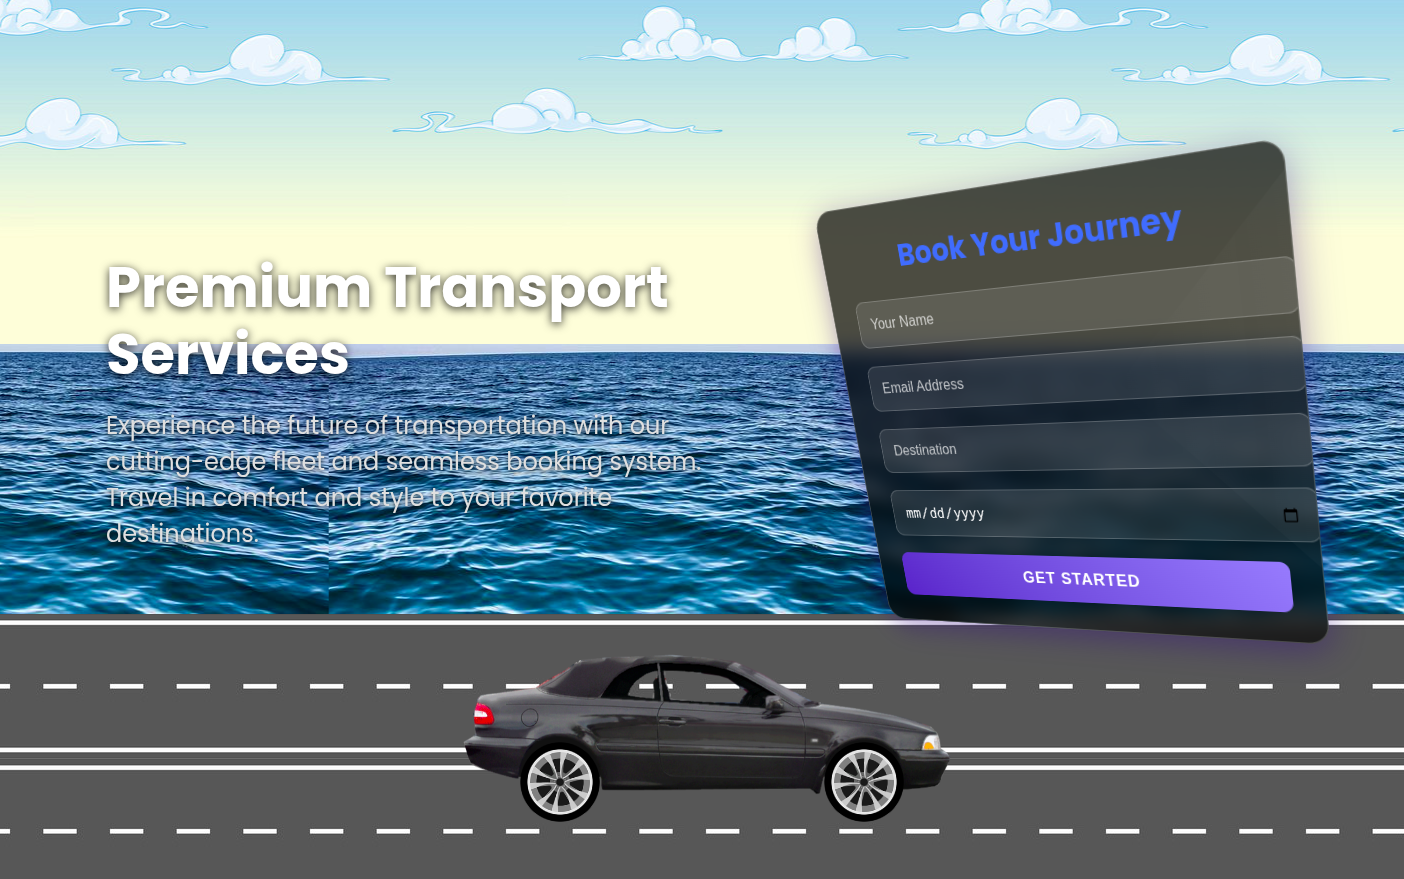 Premium Transport
Services
Experience the future of transportation with our
cutting-edge fleet and seamless booking system.
Travel in comfort and style to your favorite
destinations.
Book Your Journey
Your Name
Email Address
Destination
mm/dd/yyyy
GET STARTED